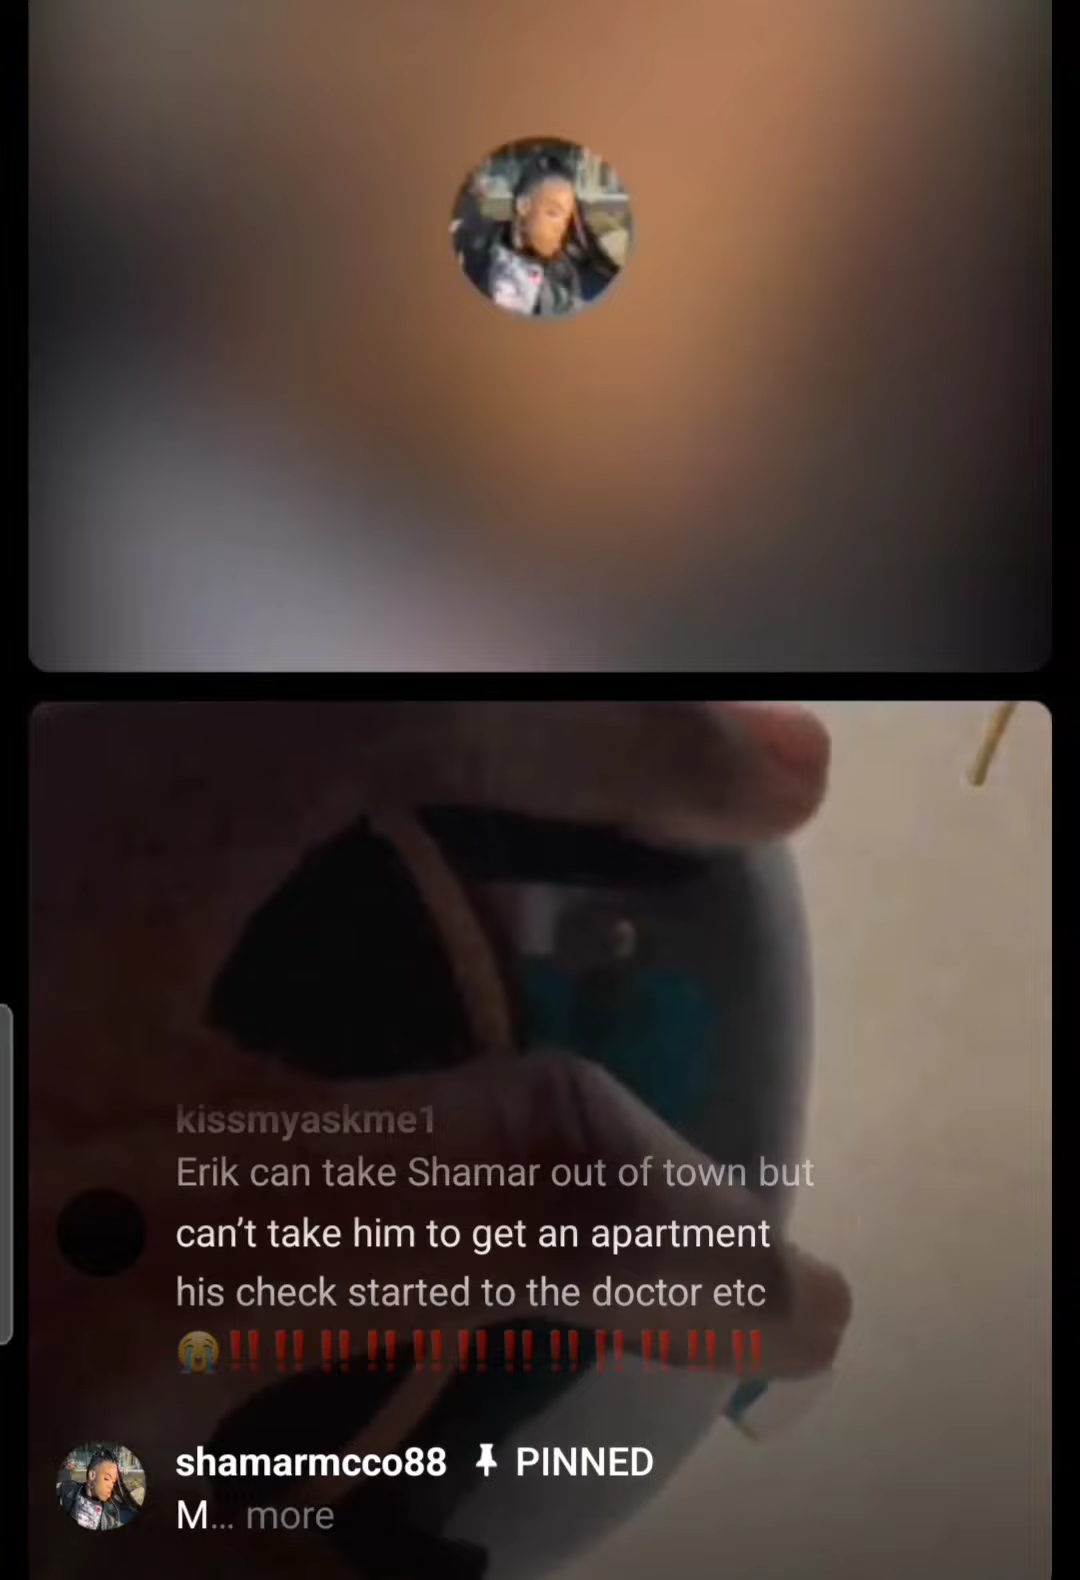 kissmyaskme1
Erik can take Shamar out of town but
can’t take him to get an apartment
his check started to the doctor etc
😭‼️‼️‼️‼️‼️‼️‼️‼️‼️‼️‼️‼️
shamarmcco88 📌 PINNED
M... more